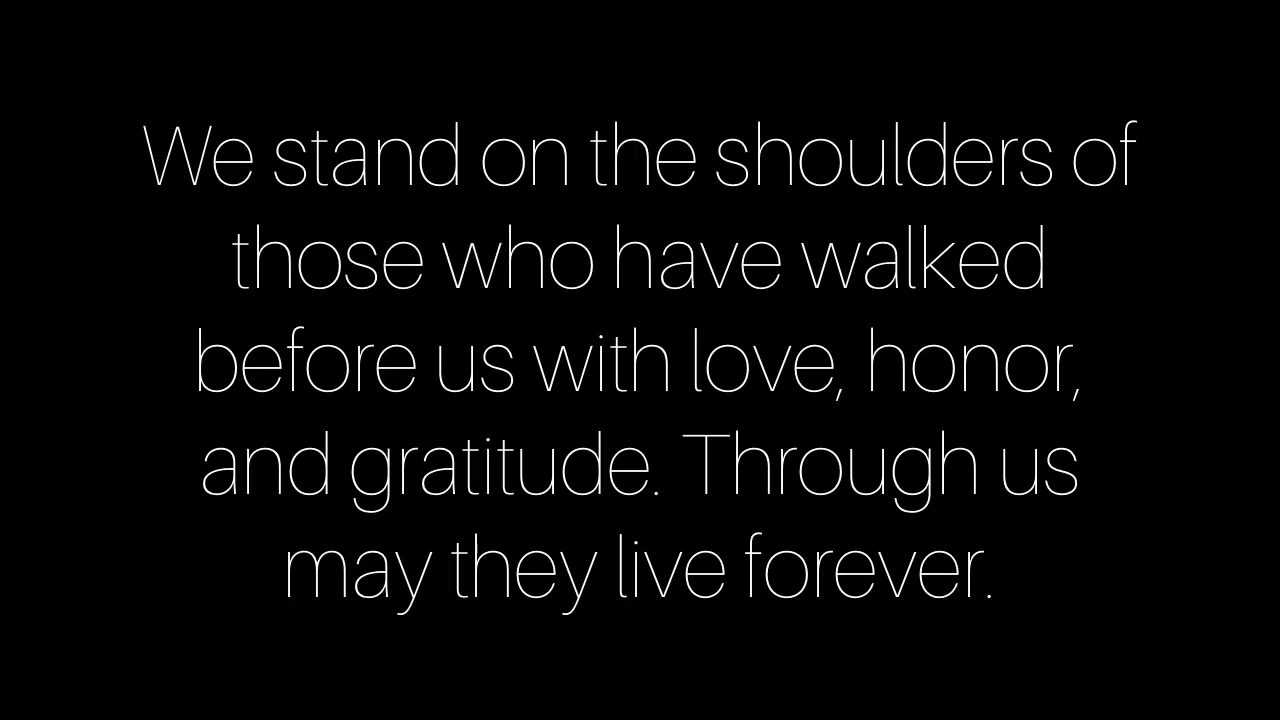 We stand on the shoulders of
those who have walked
before us with love, honor,
and gratitude. Through us
may they live forever.